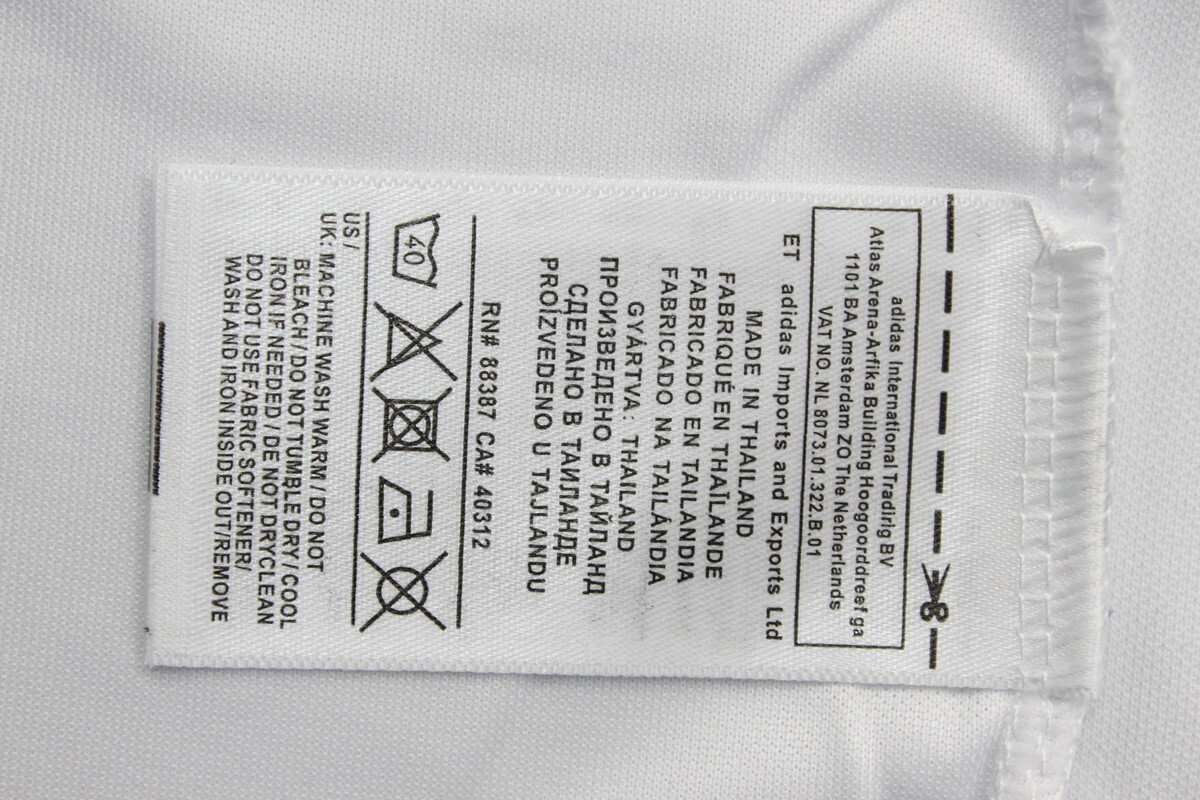 adidas International Tradirig BV
Atlas Arena-Arfika Building Hoogoorddreef ga
1101 BA Amsterdam ZO The Netherlands
VAT NO. NL 8073.01.322.B.01
ET adidas Imports and Exports Ltd
MADE IN THAILAND
FABRIQUÉ EN THAÏLANDE
FABRICADO EN TAILANDIA
FABRICADO NA TAILÁNDIA
GYÁRTVA: THAILAND
ПРОИЗВЕДЕНО В ТАЙЛАНД
СДЕЛАНО В ТАИЛАНДЕ
PROÍZVEDENO U TAJLANDU
RN# 88387 CA# 40312
40
US /
UK: MACHINE WASH WARM / DO NOT
BLEACH / DO NOT TUMBLE DRY / COOL
IRON IF NEEDED / DE NOT DRYCLEAN
DO NOT USE FABRIC SOFTENER/
WASH AND IRON INSIDE OUT/REMOVE